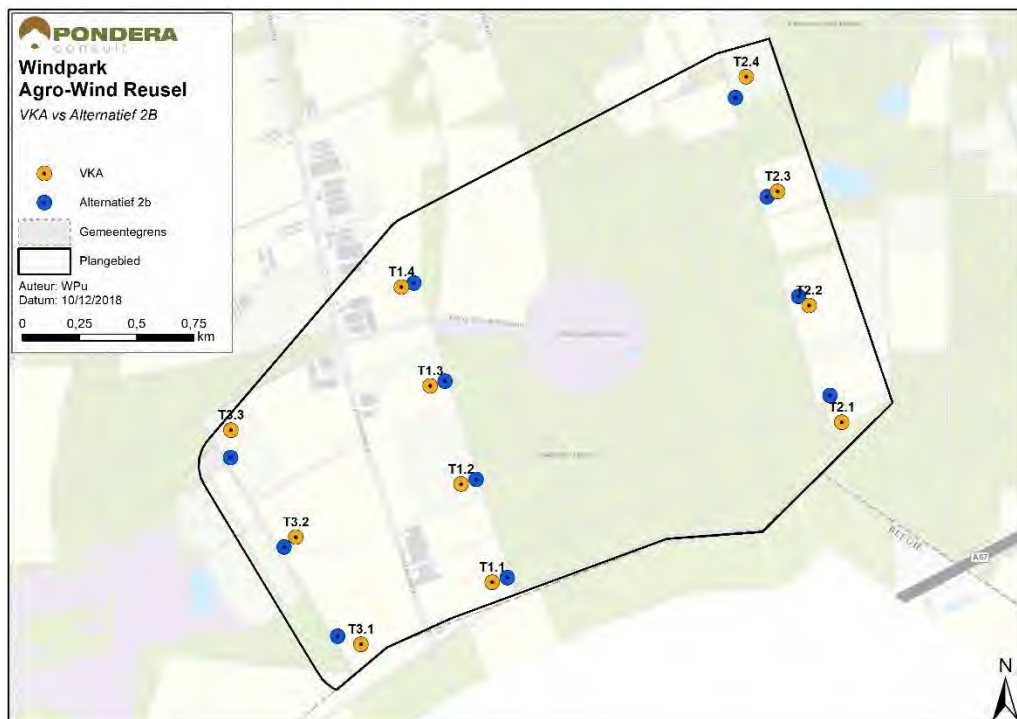 PONDERA
consult
Windpark
Agro-Wind Reusel
VKA vs Alternatief 2B
VKA
Alternatief 2b
Gemeentegrens
Plangebied
Auteur: WPu
Datum: 10/12/2018
0 0,25 0,5 0,75
km
T2.4
T2.3
T1.4
T2.2
T1.3
T2.1
T3.3
T1.2
T3.2
T1.1
T3.1
BELGIË
A67
N